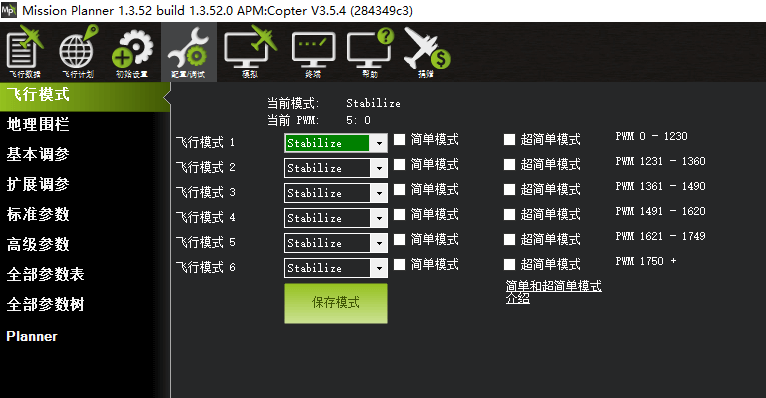 Mission Planner 1.3.52 build 1.3.52.0 APM:Copter V3.5.4 (284349c3)
飞行数据 飞行计划 初始设置 配置/调试 模拟 终端 帮助 捐赠
飞行模式
地理围栏
基本调参
扩展调参
标准参数
高级参数
全部参数表
全部参数树
Planner
当前模式: Stabilize
当前 PWM: 5: 0
飞行模式 1 Stabilize 简单模式 超简单模式 PWM 0 - 1230
飞行模式 2 Stabilize 简单模式 超简单模式 PWM 1231 - 1360
飞行模式 3 Stabilize 简单模式 超简单模式 PWM 1361 - 1490
飞行模式 4 Stabilize 简单模式 超简单模式 PWM 1491 - 1620
飞行模式 5 Stabilize 简单模式 超简单模式 PWM 1621 - 1749
飞行模式 6 Stabilize 简单模式 超简单模式 PWM 1750 +
保存模式
简单和超简单模式
介绍